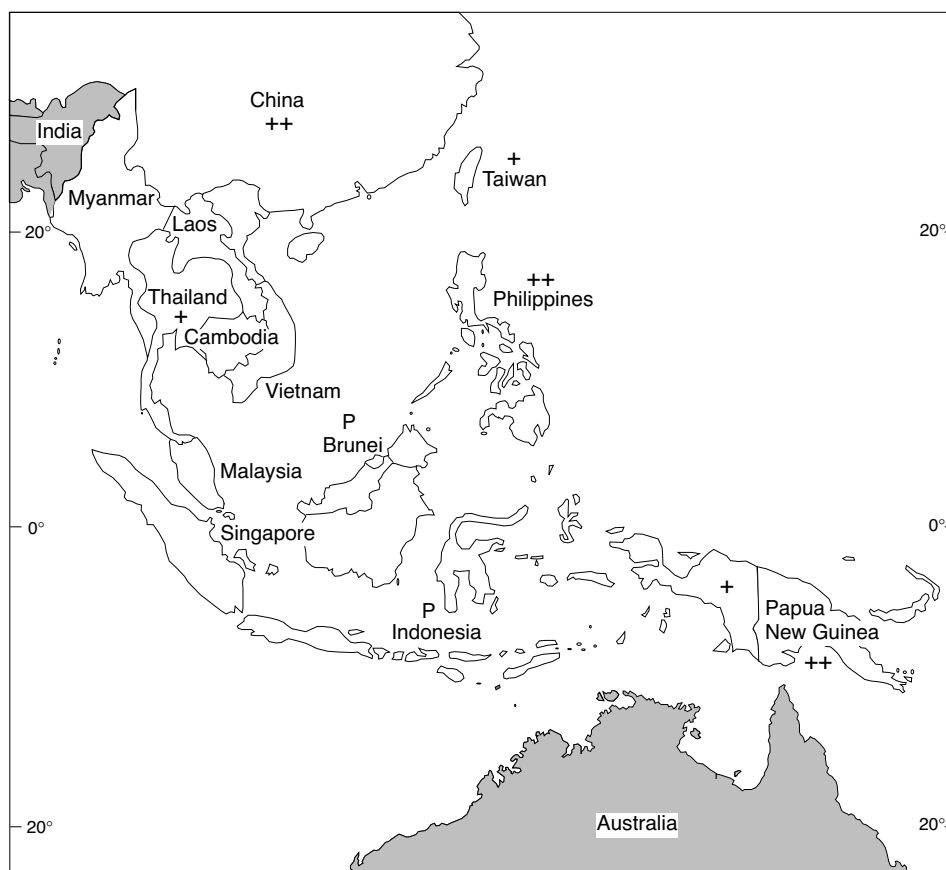 China
++
India
+
Taiwan
Myanmar
Laos
20°
20°
++
Philippines
Thailand
+
Cambodia
Vietnam
P
Brunei
Malaysia
0°
0°
Singapore
+
P
Indonesia
Papua
New Guinea
++
20°
20°
Australia